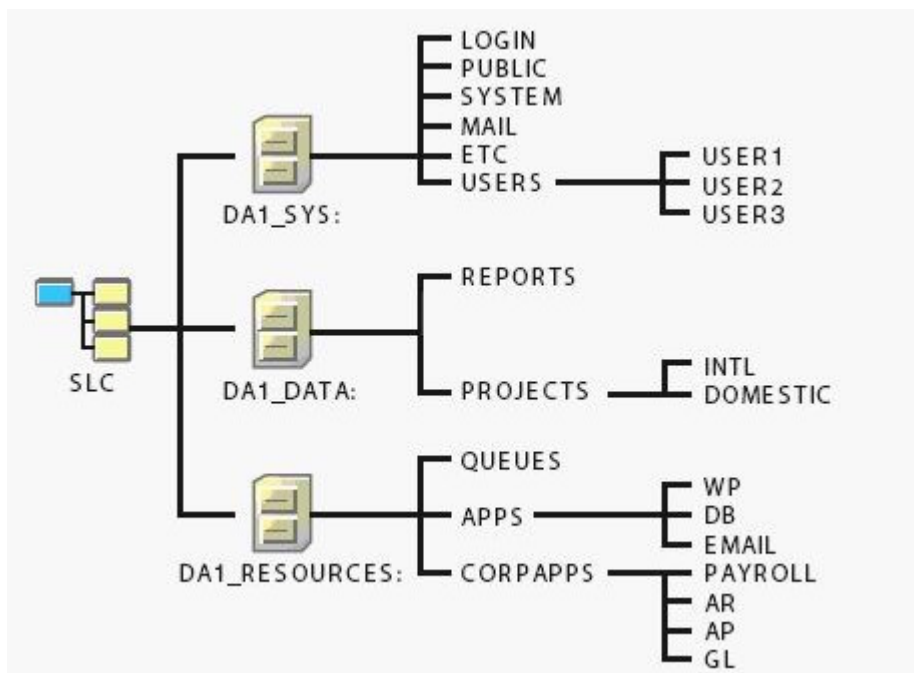 LOGIN
PUBLIC
SYSTEM
MAIL
ETC
USERS
USER1
USER2
USER3
DA1_SYS:
REPORTS
SLC
DA1_DATA:
PROJECTS
INTL
DOMESTIC
QUEUES
APPS
WP
DB
EMAIL
DA1_RESOURCES:
CORPAPPS
PAYROLL
AR
AP
GL